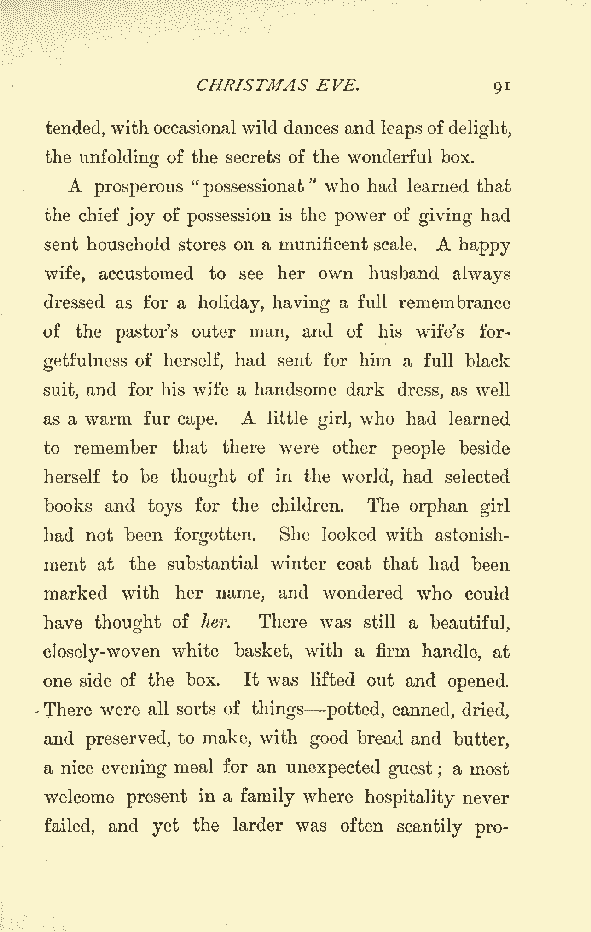 CHRISTMAS EVE. 91
tended, with occasional wild dances and leaps of delight,
the unfolding of the secrets of the wonderful box.
A prosperous "possessionat" who had learned that
the chief joy of possession is the power of giving had
sent household stores on a munificent scale. A happy
wife, accustomed to see her own husband always
dressed as for a holiday, having a full remembrance
of the pastor's outer man, and of his wife's for-
getfulness of herself, had sent for him a full black
suit, and for his wife a handsome dark dress, as well
as a warm fur cape. A little girl, who had learned
to remember that there were other people beside
herself to be thought of in the world, had selected
books and toys for the children. The orphan girl
had not been forgotten. She looked with astonish-
ment at the substantial winter coat that had been
marked with her name, and wondered who could
have thought of her. There was still a beautiful,
closely-woven white basket, with a firm handle, at
one side of the box. It was lifted out and opened.
There were all sorts of things—potted, canned, dried,
and preserved, to make, with good bread and butter,
a nice evening meal for an unexpected guest; a most
welcome present in a family where hospitality never
failed, and yet the larder was often scantily pro-